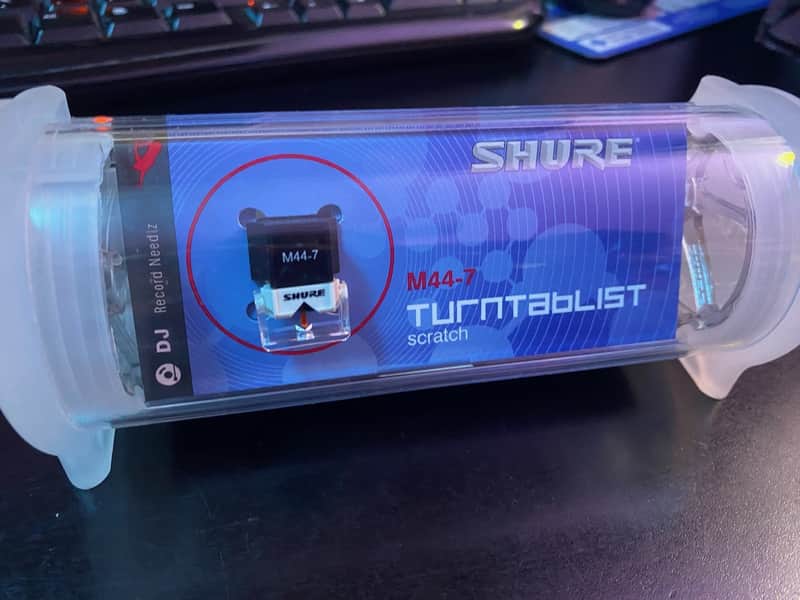 SHURE
M44-7
SHURE
M44-7
TURNTABLIST
scratch
DJ Record Needlz